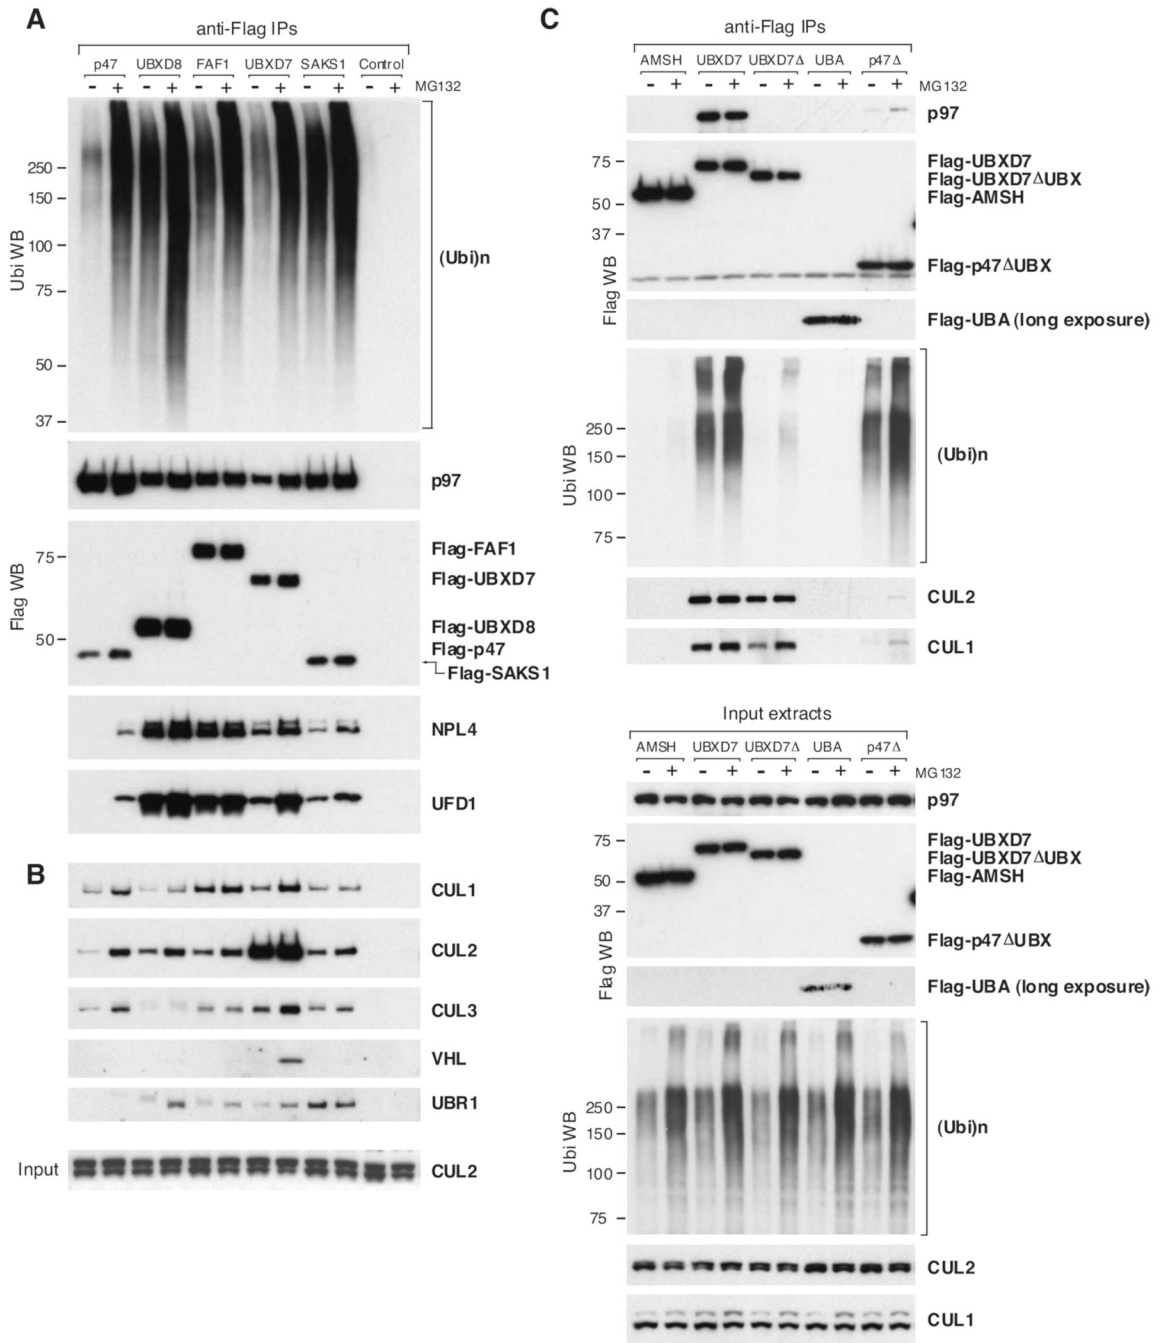 A
anti-Flag IPs
p47 UBXD8 FAF1 UBXD7 SAKS1 Control
- + - + - + - + - + - + MG132
250
150
100
75
50
37
Ubi WB
(Ubi)n
p97
Flag WB
75
50
Flag-FAF1
Flag-UBXD7
Flag-UBXD8
Flag-p47
Flag-SAKS1
NPL4
UFD1
B
CUL1
CUL2
CUL3
VHL
UBR1
Input CUL2
C
anti-Flag IPs
AMSH UBXD7 UBXD7Δ UBA p47Δ
- + - + - + - + - + MG132
p97
75
50
37
Flag WB
Flag-UBXD7
Flag-UBXD7ΔUBX
Flag-AMSH
Flag-p47ΔUBX
Flag-UBA (long exposure)
250
150
100
75
Ubi WB
(Ubi)n
CUL2
CUL1
Input extracts
AMSH UBXD7 UBXD7Δ UBA p47Δ
- + - + - + - + - + MG132
p97
75
50
37
Flag WB
Flag-UBXD7
Flag-UBXD7ΔUBX
Flag-AMSH
Flag-p47ΔUBX
Flag-UBA (long exposure)
250
150
100
75
Ubi WB
(Ubi)n
CUL2
CUL1